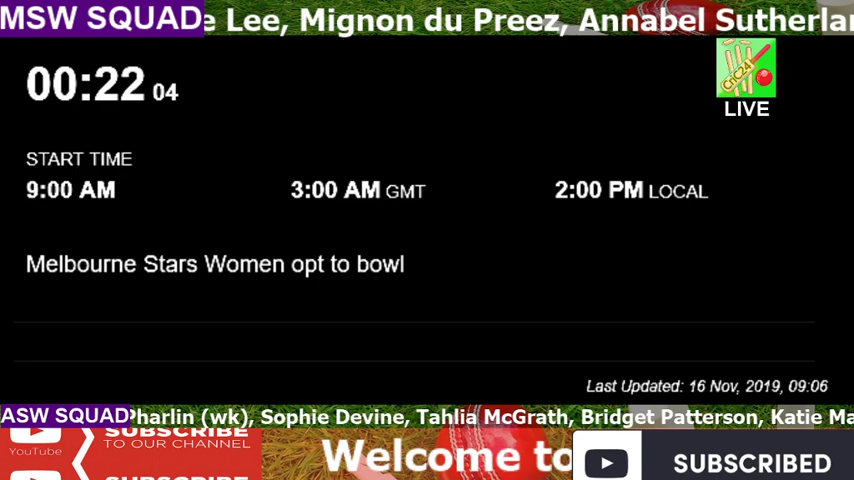 MSW SQUAD
e Lee, Mignon du Preez, Annabel Sutherlan
00:22 04
CriC24
LIVE
START TIME
9:00 AM 3:00 AM GMT 2:00 PM LOCAL
Melbourne Stars Women opt to bowl
Last Updated: 16 Nov, 2019, 09:06
ASW SQUAD
Pharlin (wk), Sophie Devine, Tahlia McGrath, Bridget Patterson, Katie Ma
YouTube
SUBSCRIBE
TO OUR CHANNEL
Welcome to
SUBSCRIBED